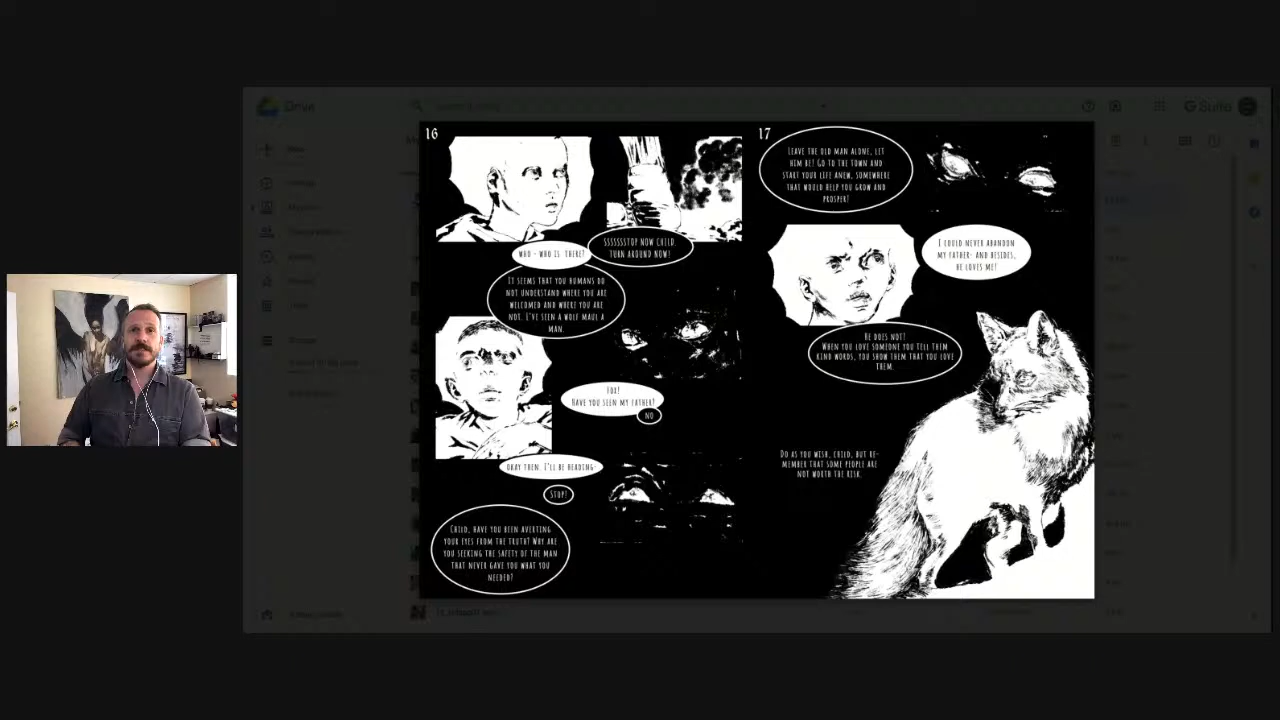 Drive
G Suite
16
WHO - WHO IS THERE?
SSSSSSSTOP NOW CHILD,
TURN AROUND NOW!
IT SEEMS THAT YOU HUMANS DO
NOT UNDERSTAND WHERE YOU ARE
WELCOMED AND WHERE YOU ARE
NOT. I'VE SEEN A WOLF MAUL A
MAN.
FOX!
HAVE YOU SEEN MY FATHER?
NO
OKAY THEN. I'LL BE HEADING-
STOP!
CHILD, HAVE YOU BEEN AVERTING
YOUR EYES FROM THE TRUTH? WHY ARE
YOU SEEKING THE SAFETY OF THE MAN
THAT NEVER GAVE YOU WHAT YOU
NEEDED?
17
LEAVE THE OLD MAN ALONE, LET
HIM BE! GO TO THE TOWN AND
START YOUR LIFE ANEW, SOMEWHERE
THAT WOULD HELP YOU GROW AND
PROSPER!
I COULD NEVER ABANDON
MY FATHER- AND BESIDES,
HE LOVES ME!
HE DOES NOT!
WHEN YOU LOVE SOMEONE YOU TELL THEM
KIND WORDS, YOU SHOW THEM THAT YOU LOVE
THEM.
DO AS YOU WISH, CHILD, BUT RE-
MEMBER THAT SOME PEOPLE ARE
NOT WORTH THE RISK.